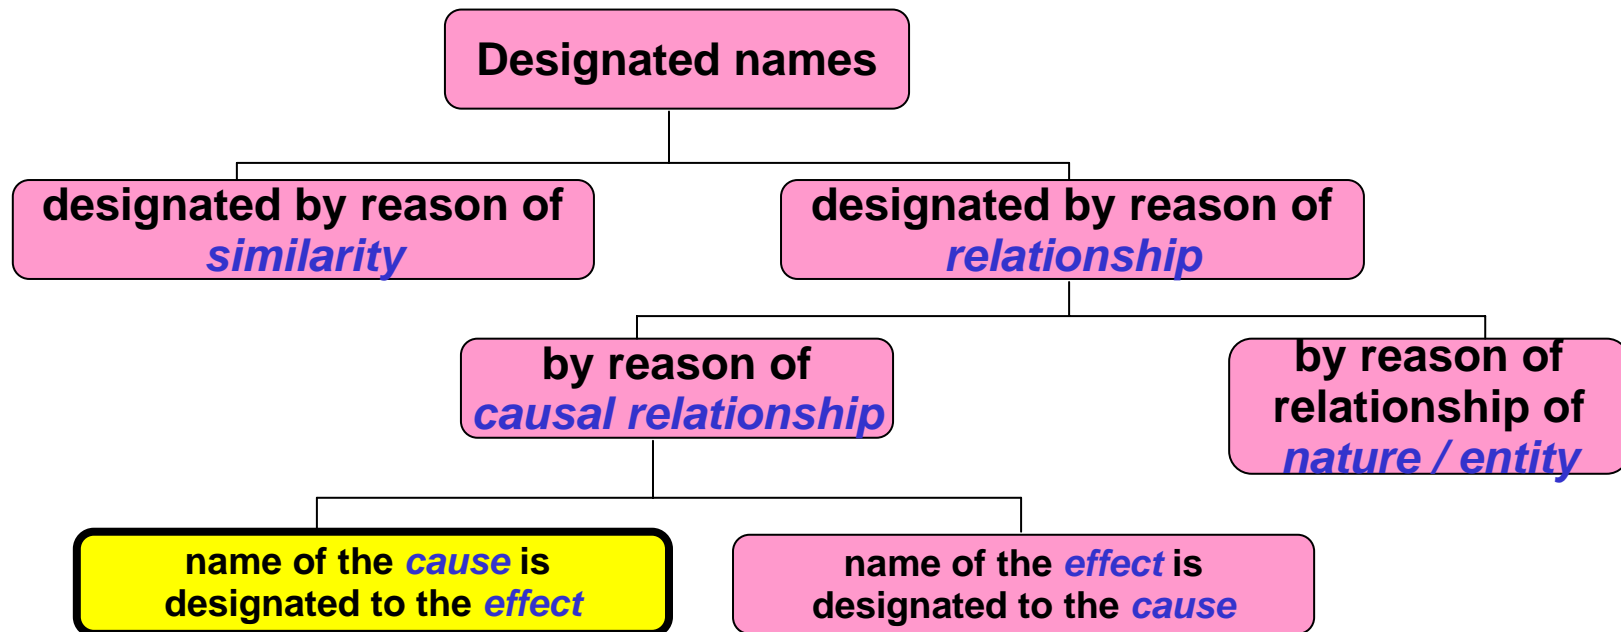 Designated names
designated by reason of
similarity
designated by reason of
relationship
by reason of
causal relationship
by reason of
relationship of
nature / entity
name of the cause is
designated to the effect
name of the effect is
designated to the cause